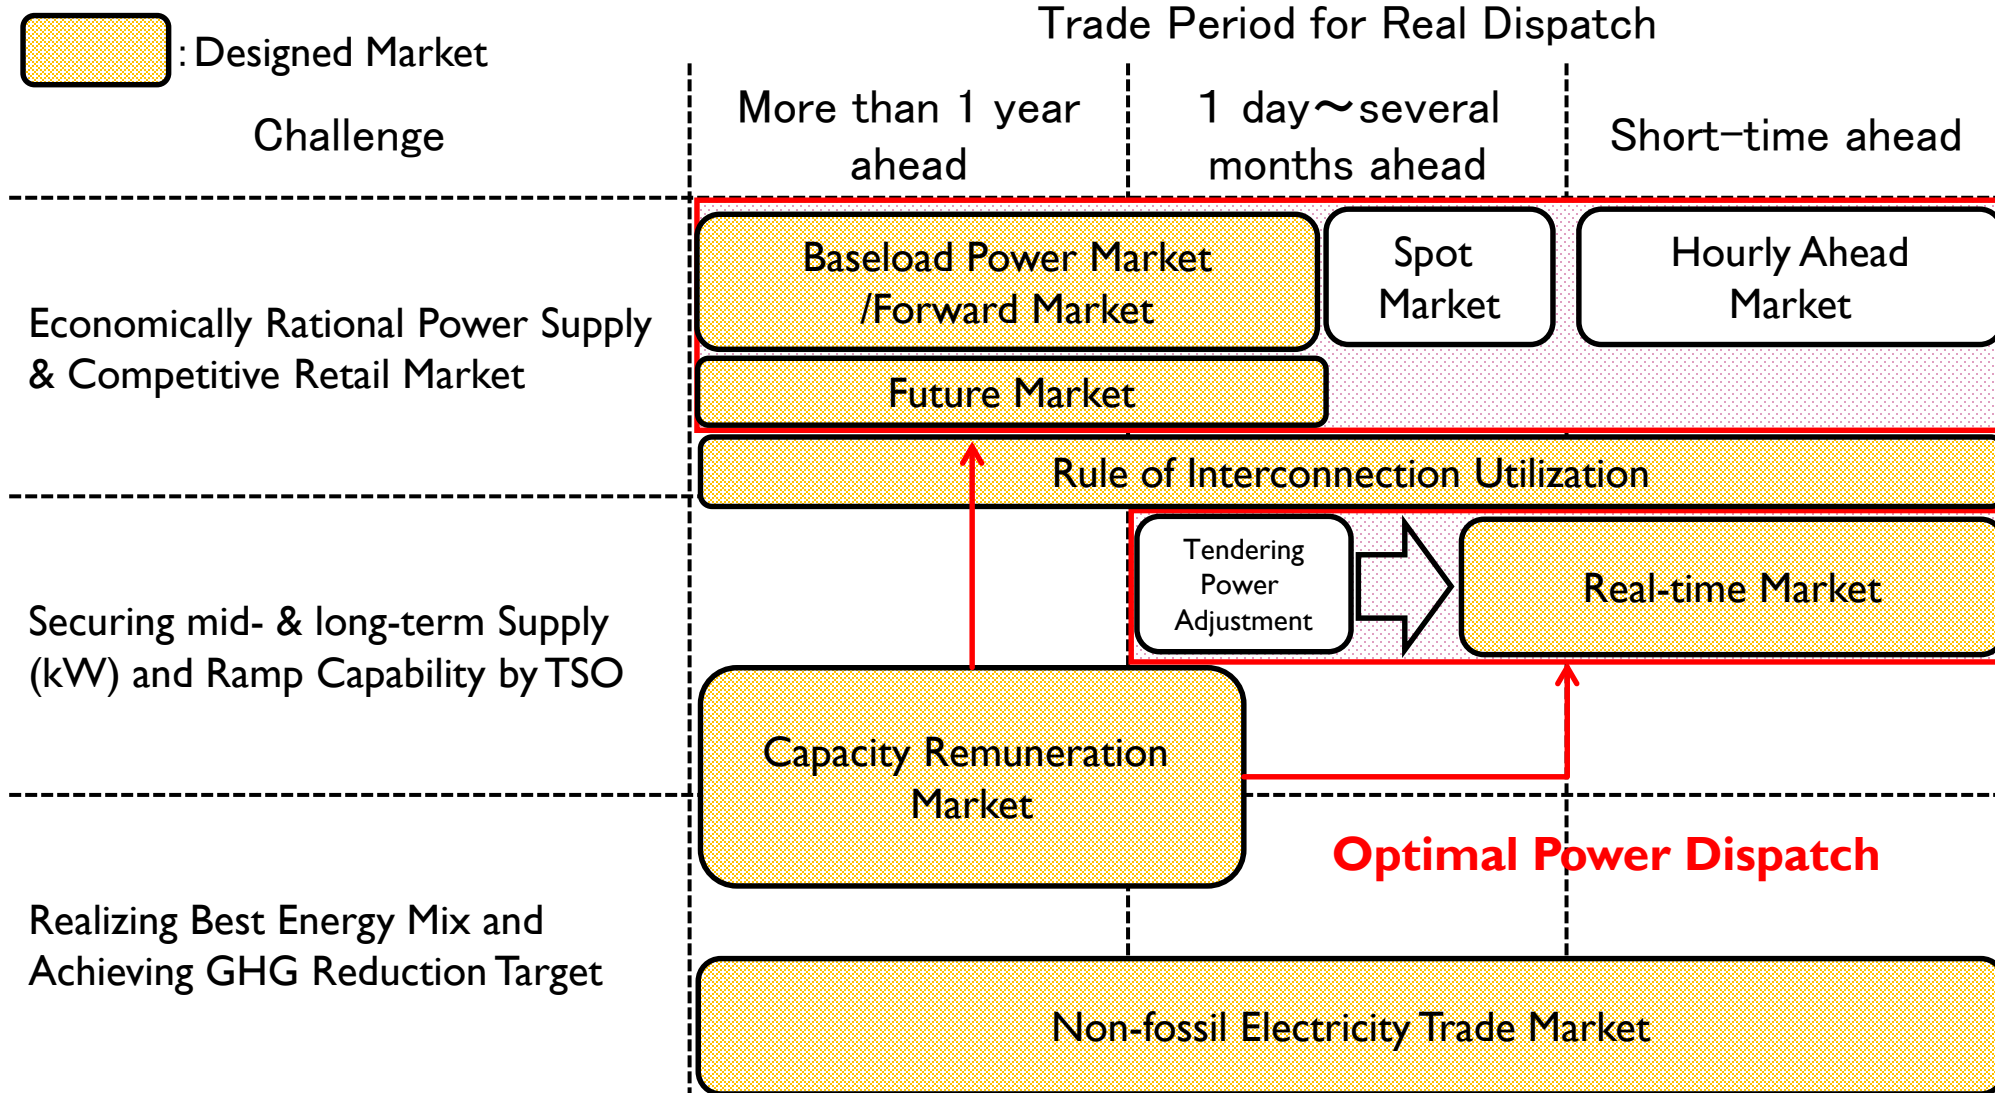 : Designed Market
Trade Period for Real Dispatch
Challenge
More than 1 year
ahead
1 day～several
months ahead
Short-time ahead
Economically Rational Power Supply
& Competitive Retail Market
Baseload Power Market
/Forward Market
Spot
Market
Hourly Ahead
Market
Future Market
Rule of Interconnection Utilization
Securing mid- & long-term Supply
(kW) and Ramp Capability by TSO
Tendering
Power
Adjustment
Real-time Market
Capacity Remuneration
Market
Optimal Power Dispatch
Realizing Best Energy Mix and
Achieving GHG Reduction Target
Non-fossil Electricity Trade Market